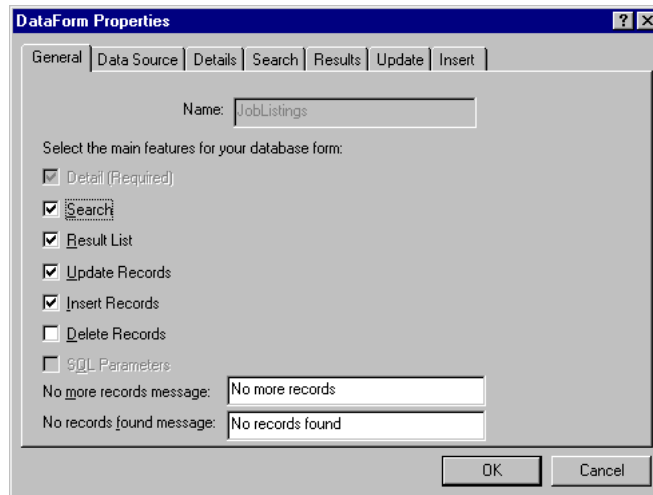 DataForm Properties
General Data Source Details Search Results Update Insert
Name: JobListings
Select the main features for your database form:
Detail (Required)
Search
Result List
Update Records
Insert Records
Delete Records
SQL Parameters
No more records message: No more records
No records found message: No records found
OK Cancel